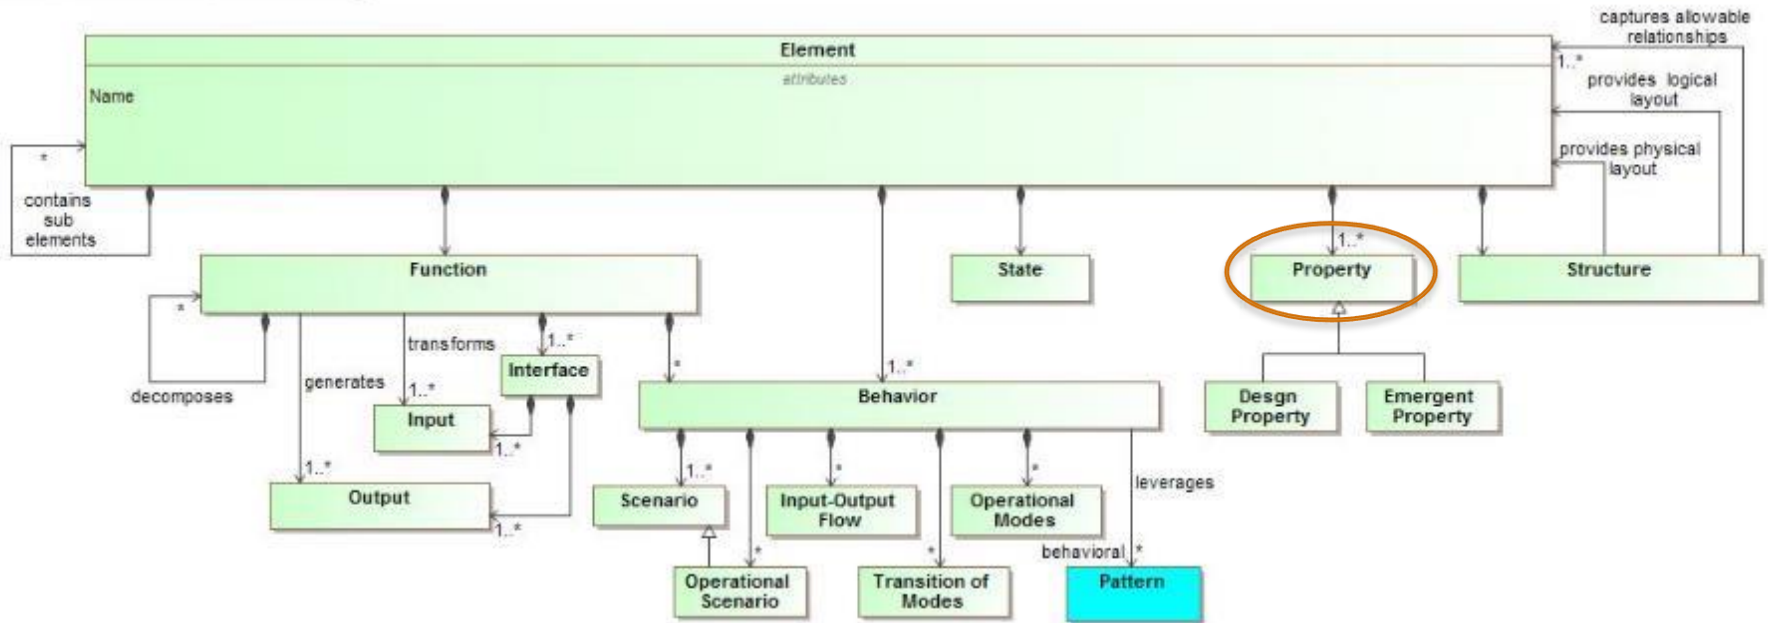 captures allowable
relationships
Element
1..*
attributes
provides logical
layout
Name
provides physical
layout
*
contains
sub
elements
1..*
Function
State
Property
Structure
*
transforms
1..*
*
1..*
decomposes
generates
1..*
Interface
Behavior
Desgn
Property
Emergent
Property
Input
1..*
1..*
1..*
*
*
*
leverages
Output
1..*
Scenario
Input-Output
Flow
Operational
Modes
*
*
behavioral
*
Operational
Scenario
Transition of
Modes
Pattern